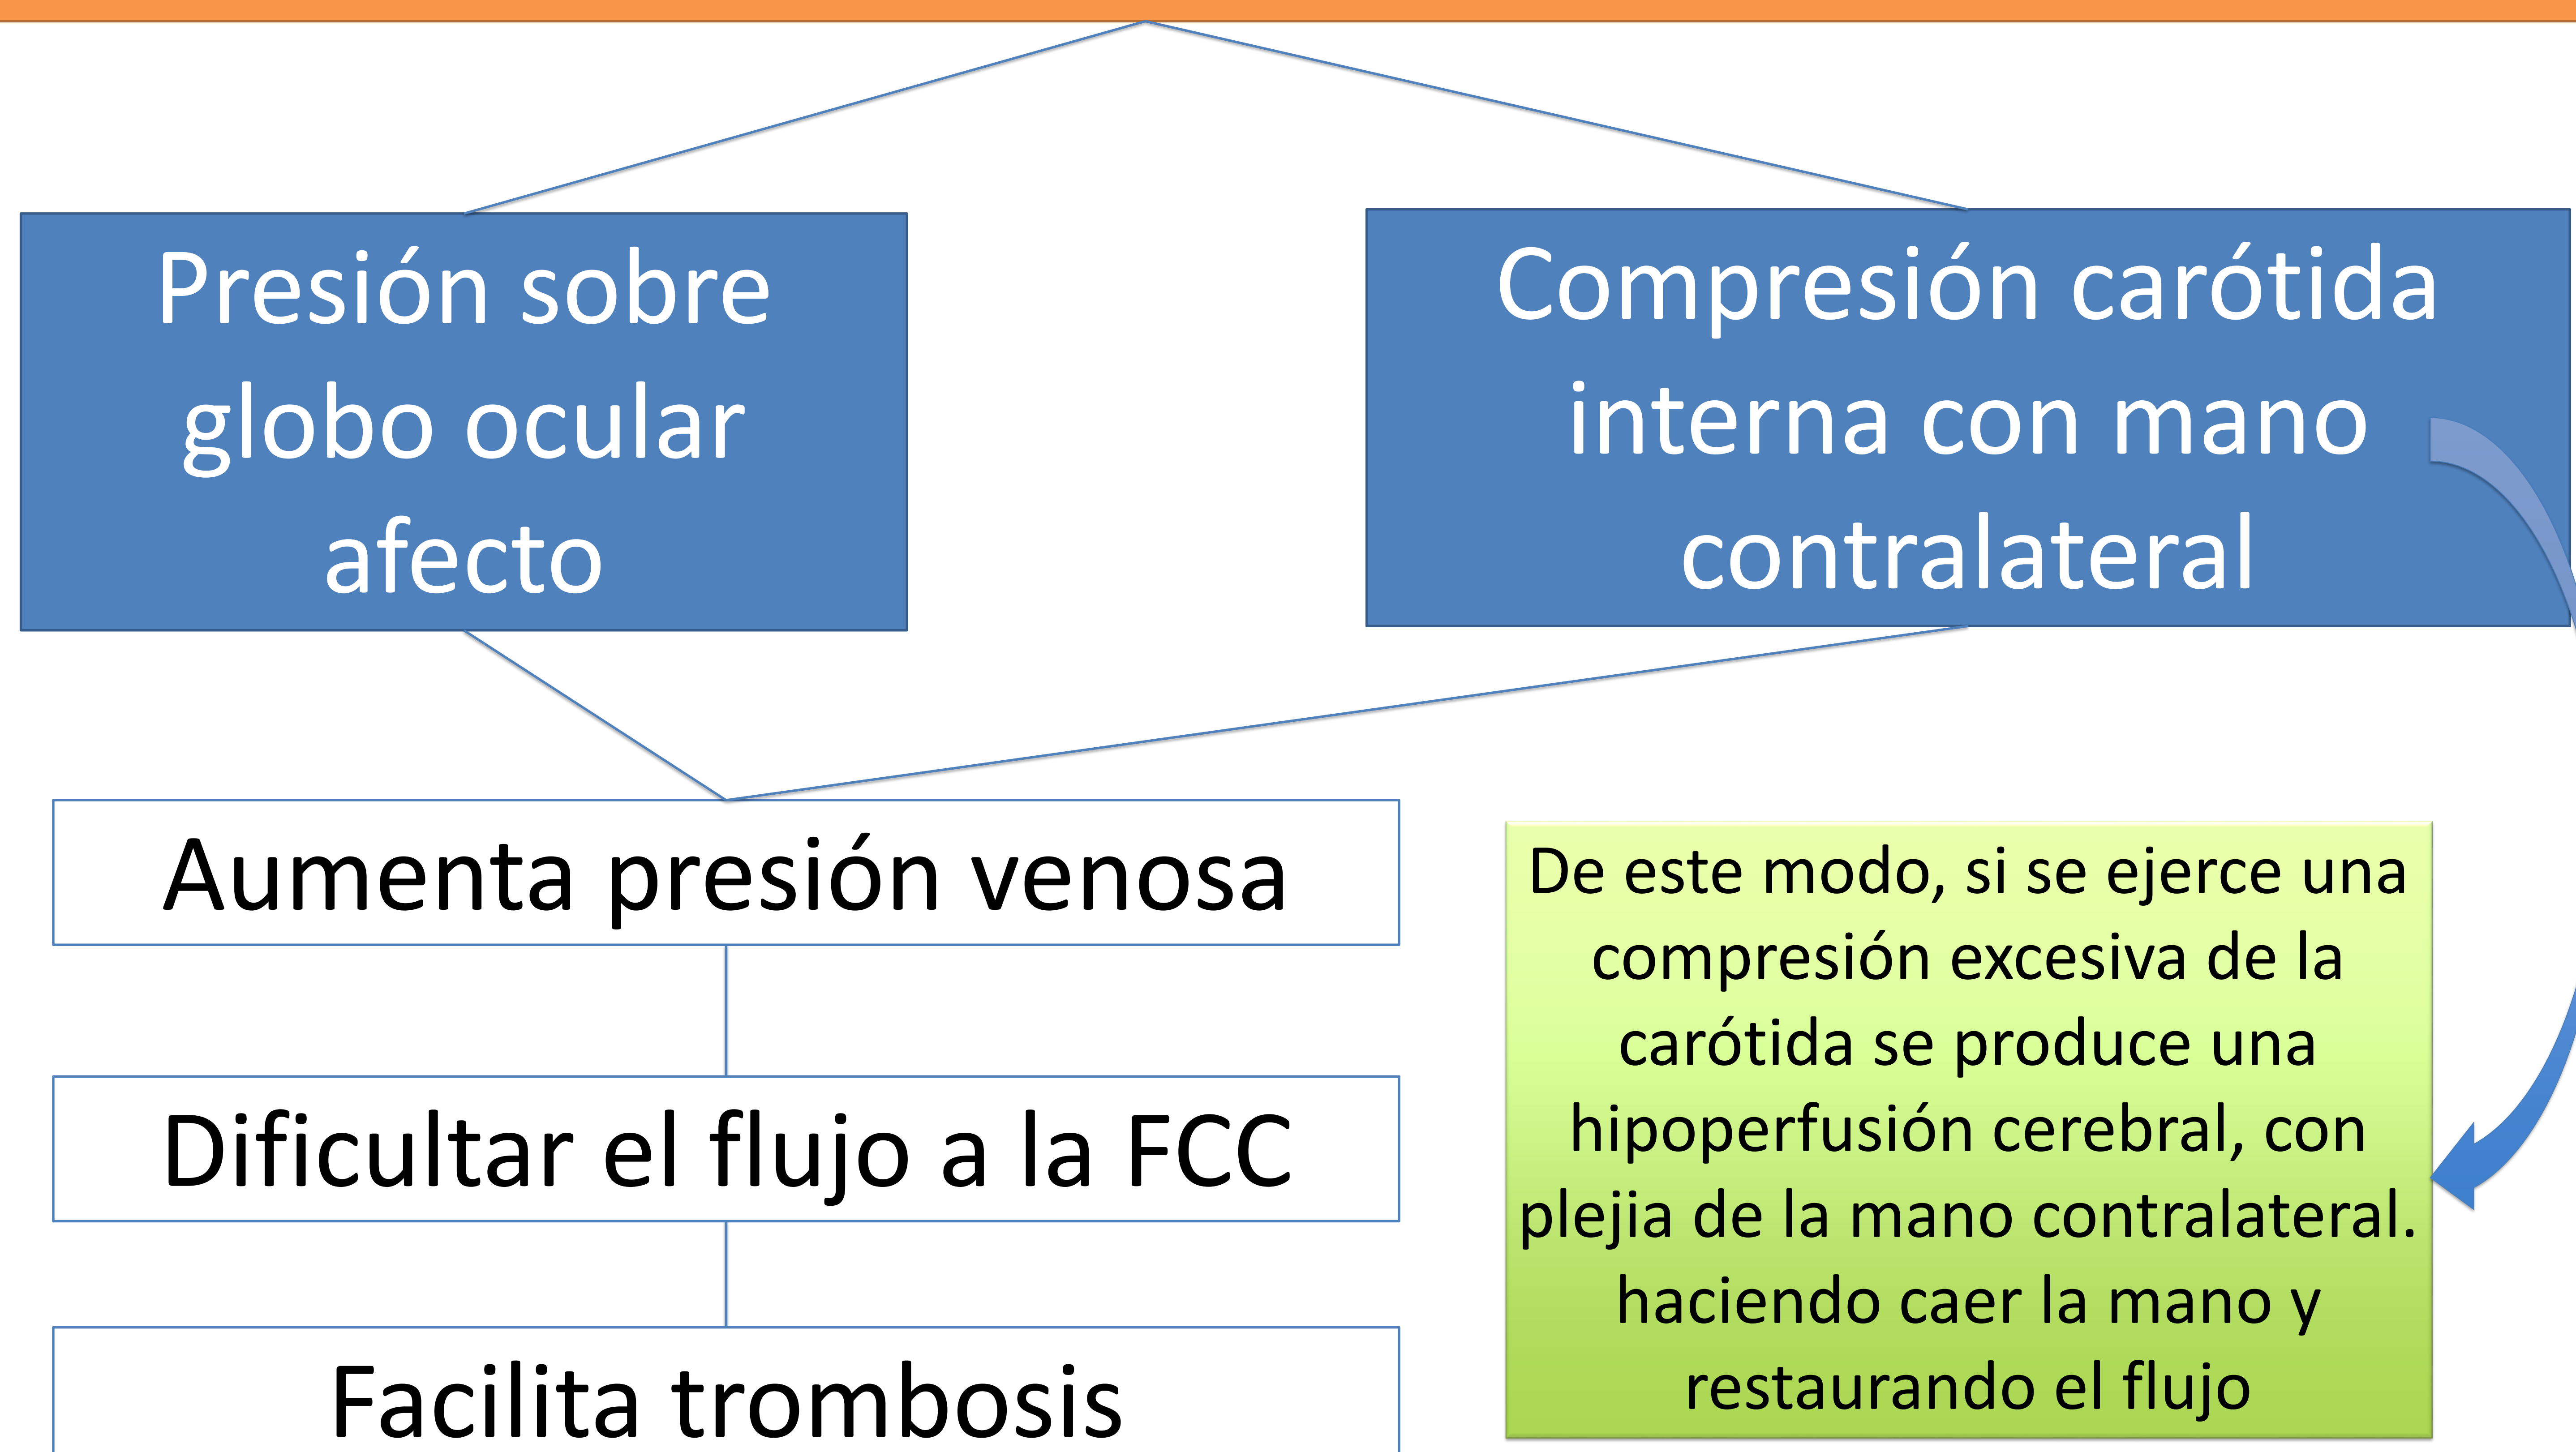 Presión sobre
globo ocular
afecto
Compresión carótida
interna con mano
contralateral
Aumenta presión venosa
Dificultar el flujo a la FCC
Facilita trombosis
De este modo, si se ejerce una
compresión excesiva de la
carótida se produce una
hipoperfusión cerebral, con
plejia de la mano contralateral.
haciendo caer la mano y
restaurando el flujo